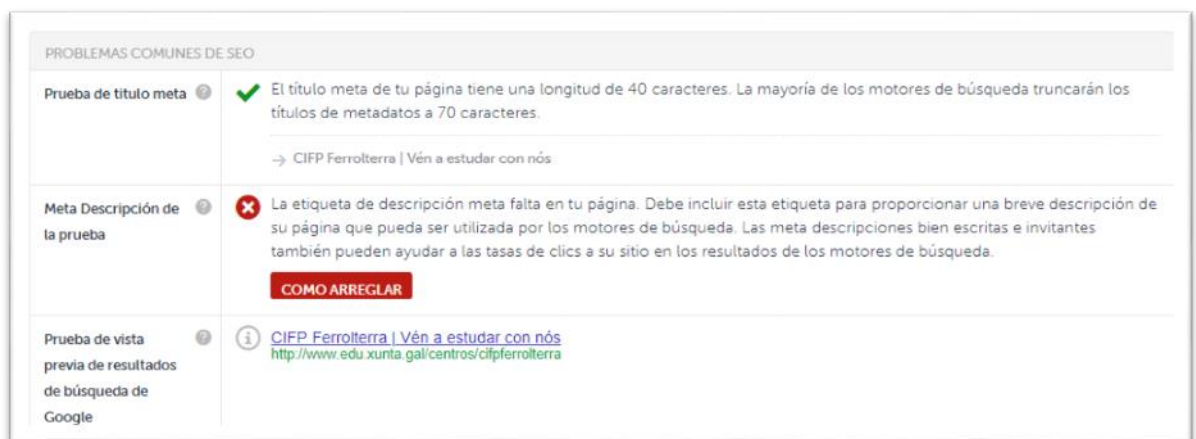 PROBLEMAS COMUNES DE SEO
Prueba de titulo meta
El título meta de tu página tiene una longitud de 40 caracteres. La mayoría de los motores de búsqueda truncarán los
títulos de metadatos a 70 caracteres.
→ CIFP Ferrolterra | Vén a estudar con nós
Meta Descripción de
la prueba
La etiqueta de descripción meta falta en tu página. Debe incluir esta etiqueta para proporcionar una breve descripción de
su página que pueda ser utilizada por los motores de búsqueda. Las meta descripciones bien escritas e invitantes
también pueden ayudar a las tasas de clics a su sitio en los resultados de los motores de búsqueda.
COMO ARREGLAR
Prueba de vista
previa de resultados
de búsqueda de
Google
CIFP Ferrolterra | Vén a estudar con nós
http://www.edu.xunta.gal/centros/cifpferrolterra